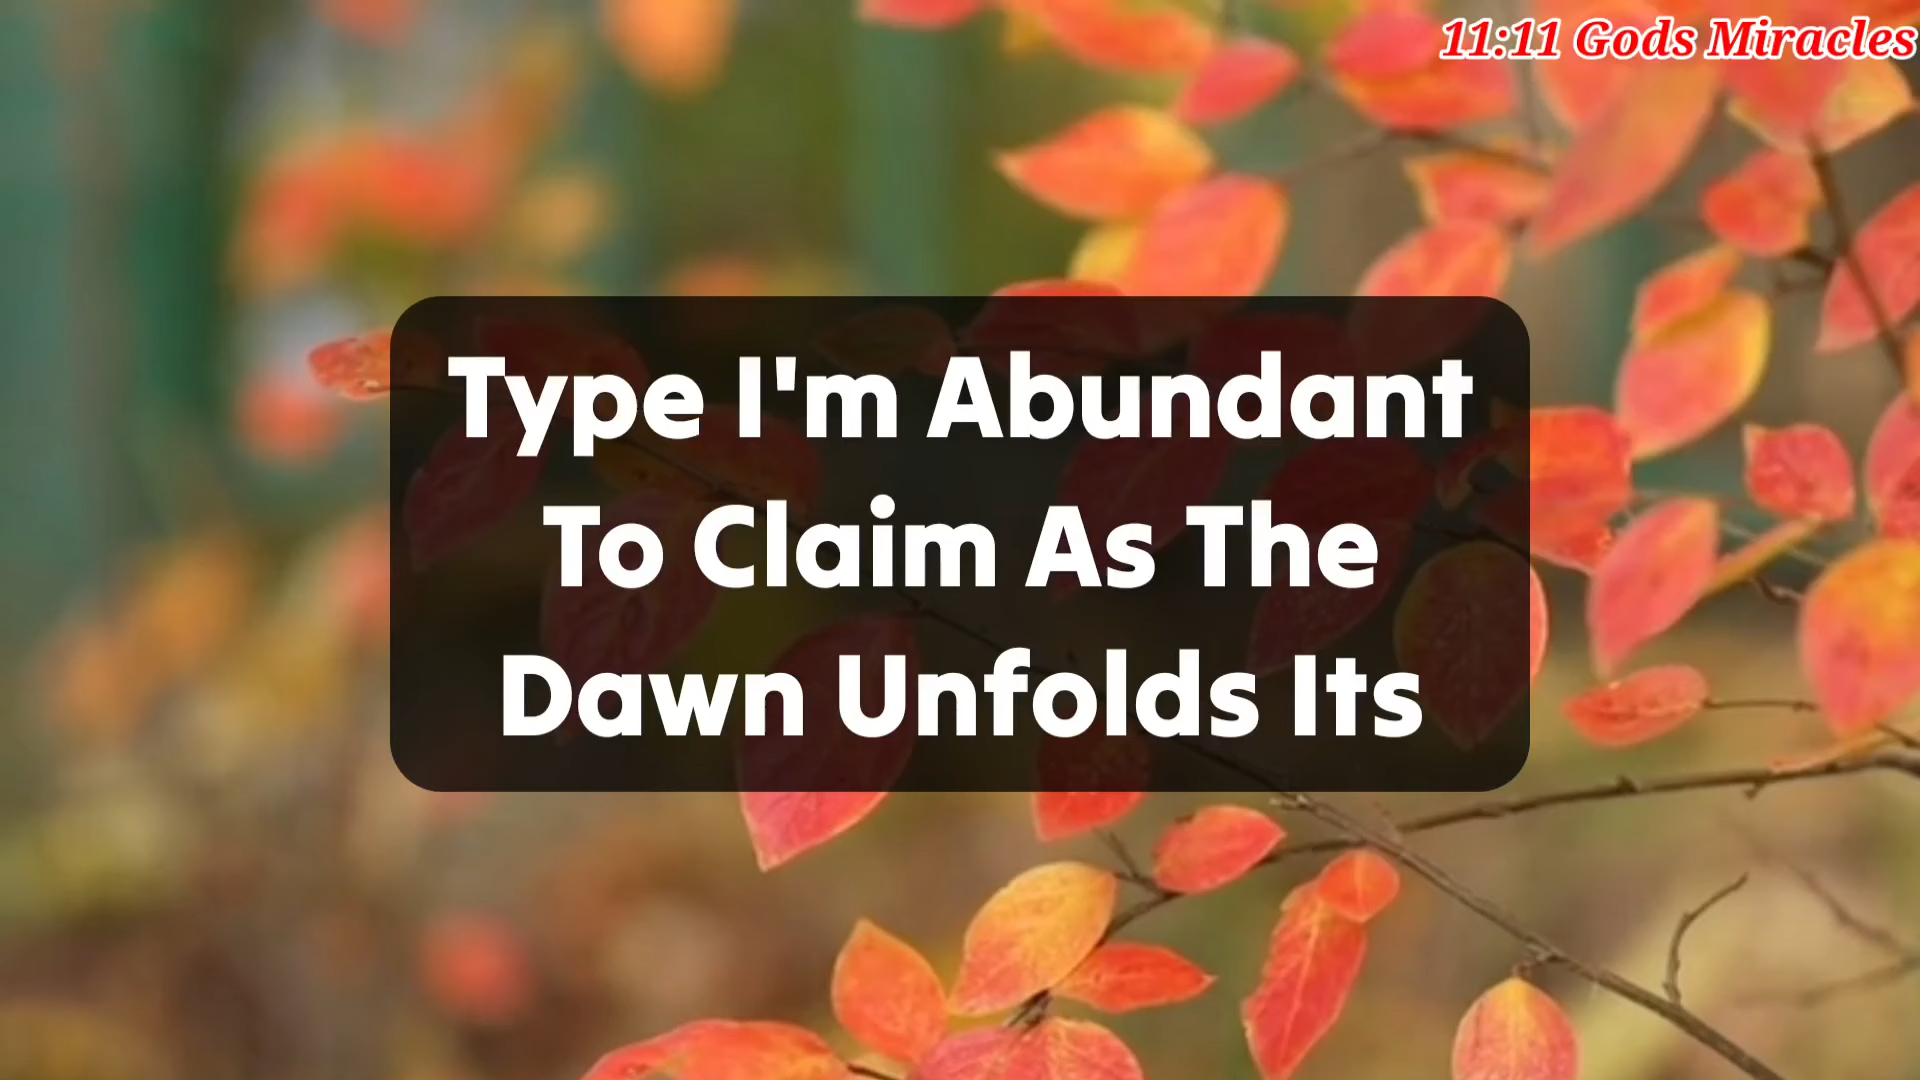 11:11 Gods Miracles
Type I'm Abundant
To Claim As The
Dawn Unfolds Its